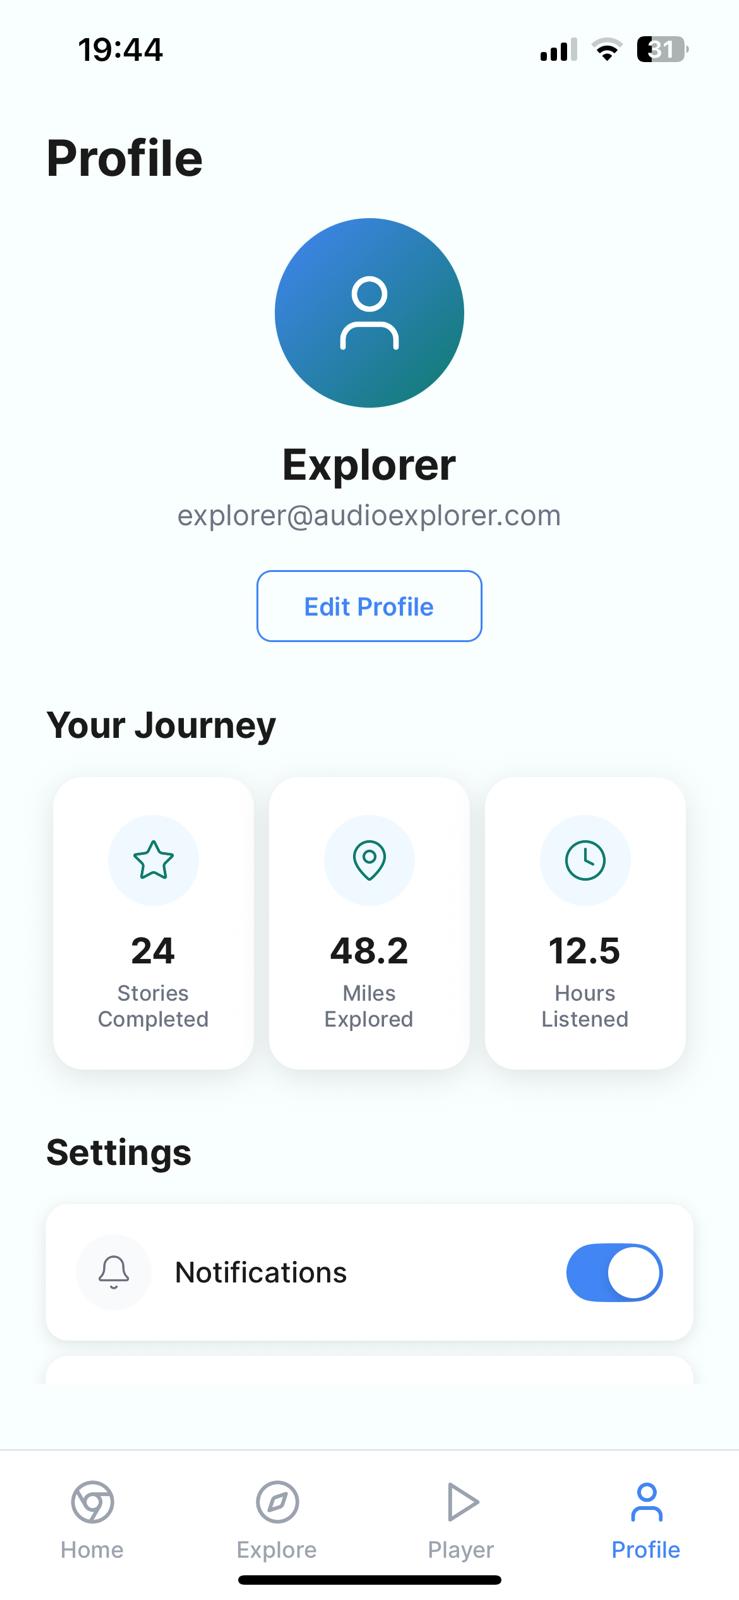 19:44
31
Profile
Explorer
explorer@audioexplorer.com
Edit Profile
Your Journey
24
Stories
Completed
48.2
Miles
Explored
12.5
Hours
Listened
Settings
Notifications
Home
Explore
Player
Profile